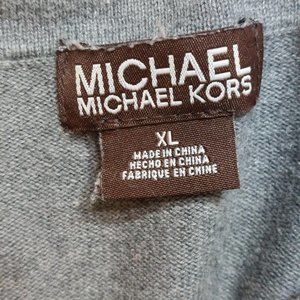 MICHAEL
MICHAEL KORS
XL
MADE IN CHINA
HECHO EN CHINA
FABRIQUE EN CHINE